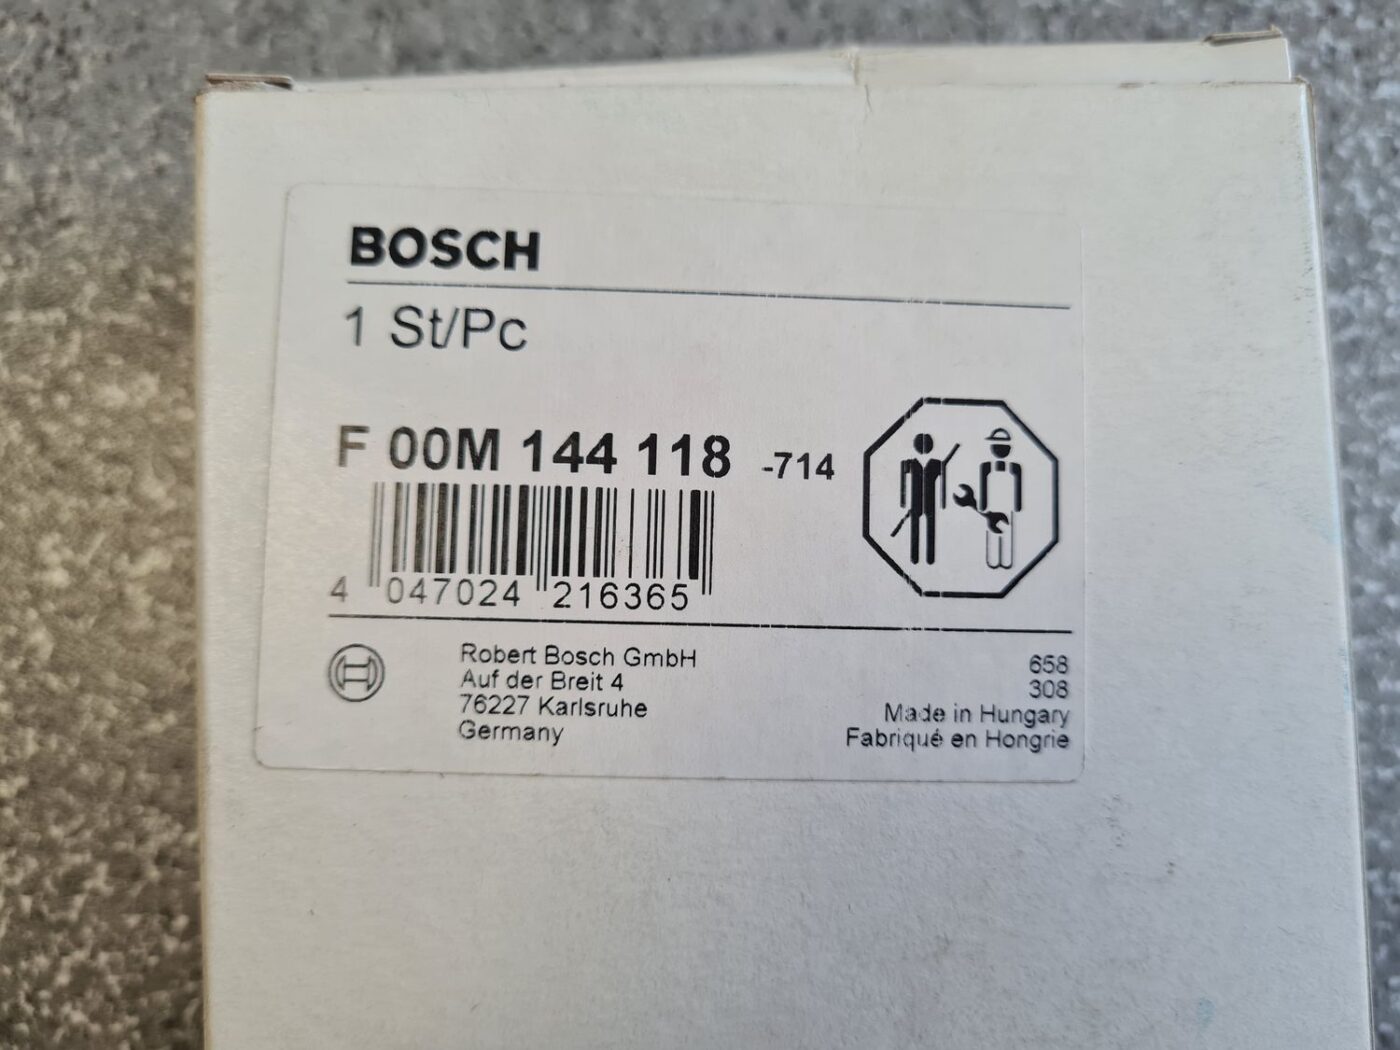 BOSCH
1 St/Pc
F 00M 144 118 -714
4 047024 216365
Robert Bosch GmbH
Auf der Breit 4
76227 Karlsruhe
Germany
658
308
Made in Hungary
Fabriqué en Hongrie